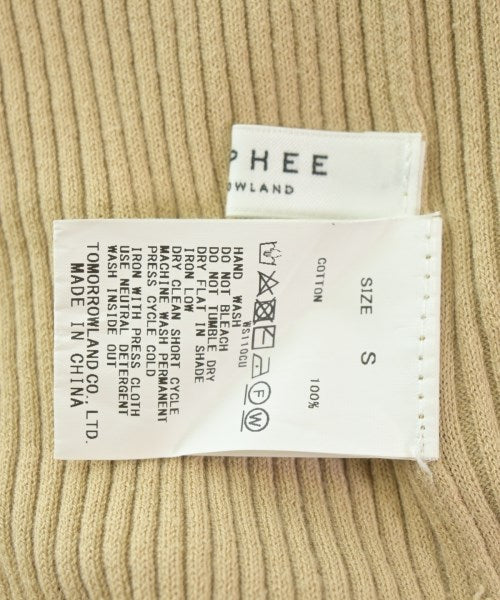 PHEE
OWLAND
SIZE S
COTTON 100%
WS110CU
HAND WASH
DO NOT BLEACH
DO NOT TUMBLE DRY
DRY FLAT IN SHADE
IRON LOW
MACHINE WASH PERMANENT
DRY CLEAN SHORT CYCLE
PRESS CYCLE COLD
IRON WITH PRESS CLOTH
USE NEUTRAL DETERGENT
WASH INSIDE OUT
TOMORROWLAND CO., LTD.
MADE IN CHINA